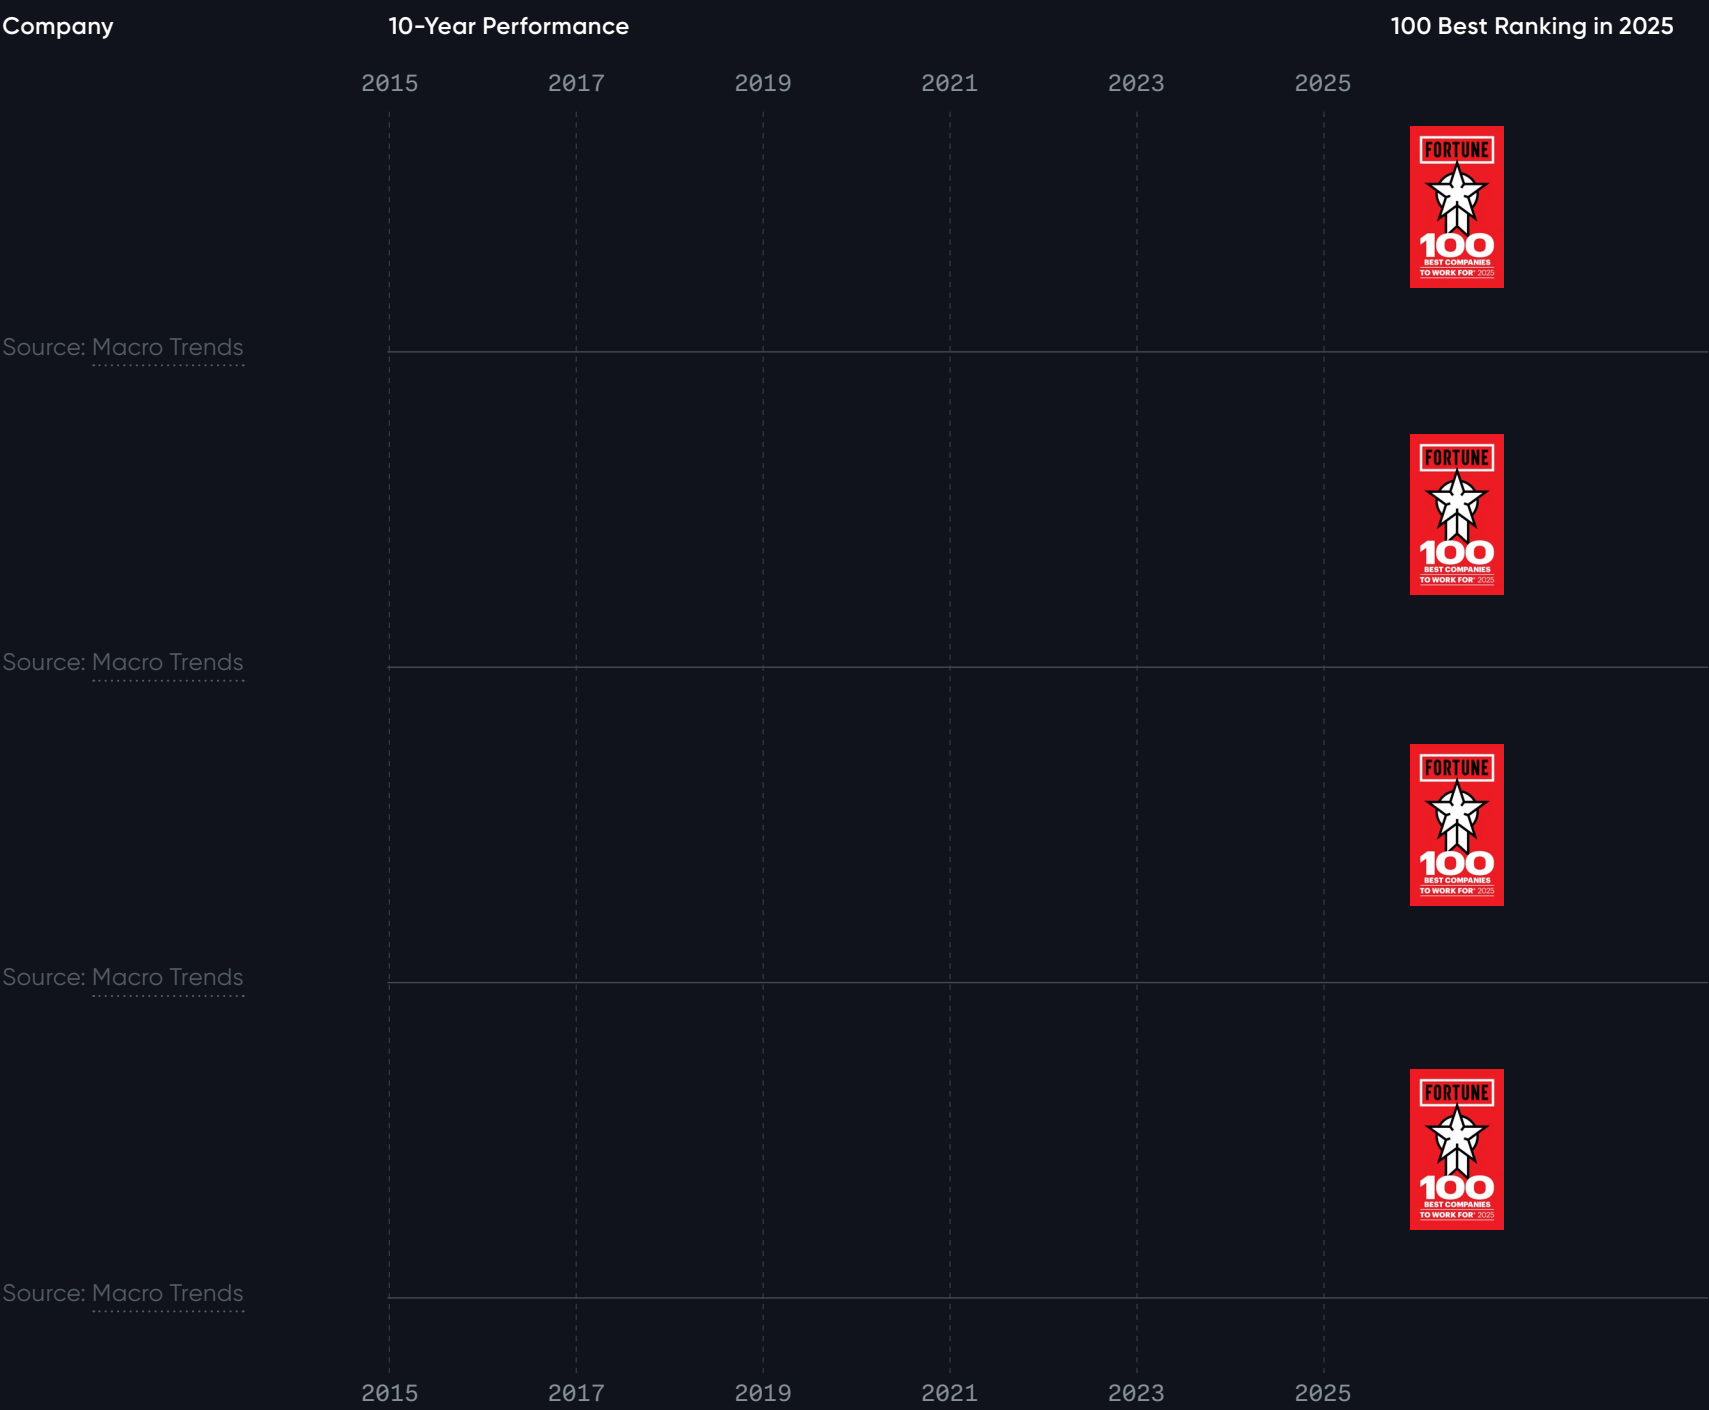 Company 10-Year Performance 100 Best Ranking in 2025
2015 2017 2019 2021 2023 2025
FORTUNE
100
BEST COMPANIES
TO WORK FOR® 2025
Source: Macro Trends
FORTUNE
100
BEST COMPANIES
TO WORK FOR® 2025
Source: Macro Trends
FORTUNE
100
BEST COMPANIES
TO WORK FOR® 2025
Source: Macro Trends
FORTUNE
100
BEST COMPANIES
TO WORK FOR® 2025
Source: Macro Trends
2015 2017 2019 2021 2023 2025